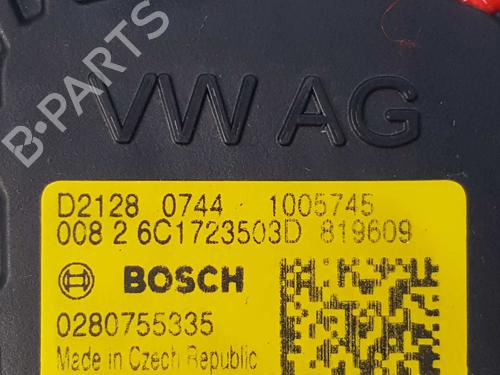 VW AG
B-PARTS
D2128 0744 1005745
008 2 6C1723503D 819609
BOSCH
0280755335
Made in Czech Republic